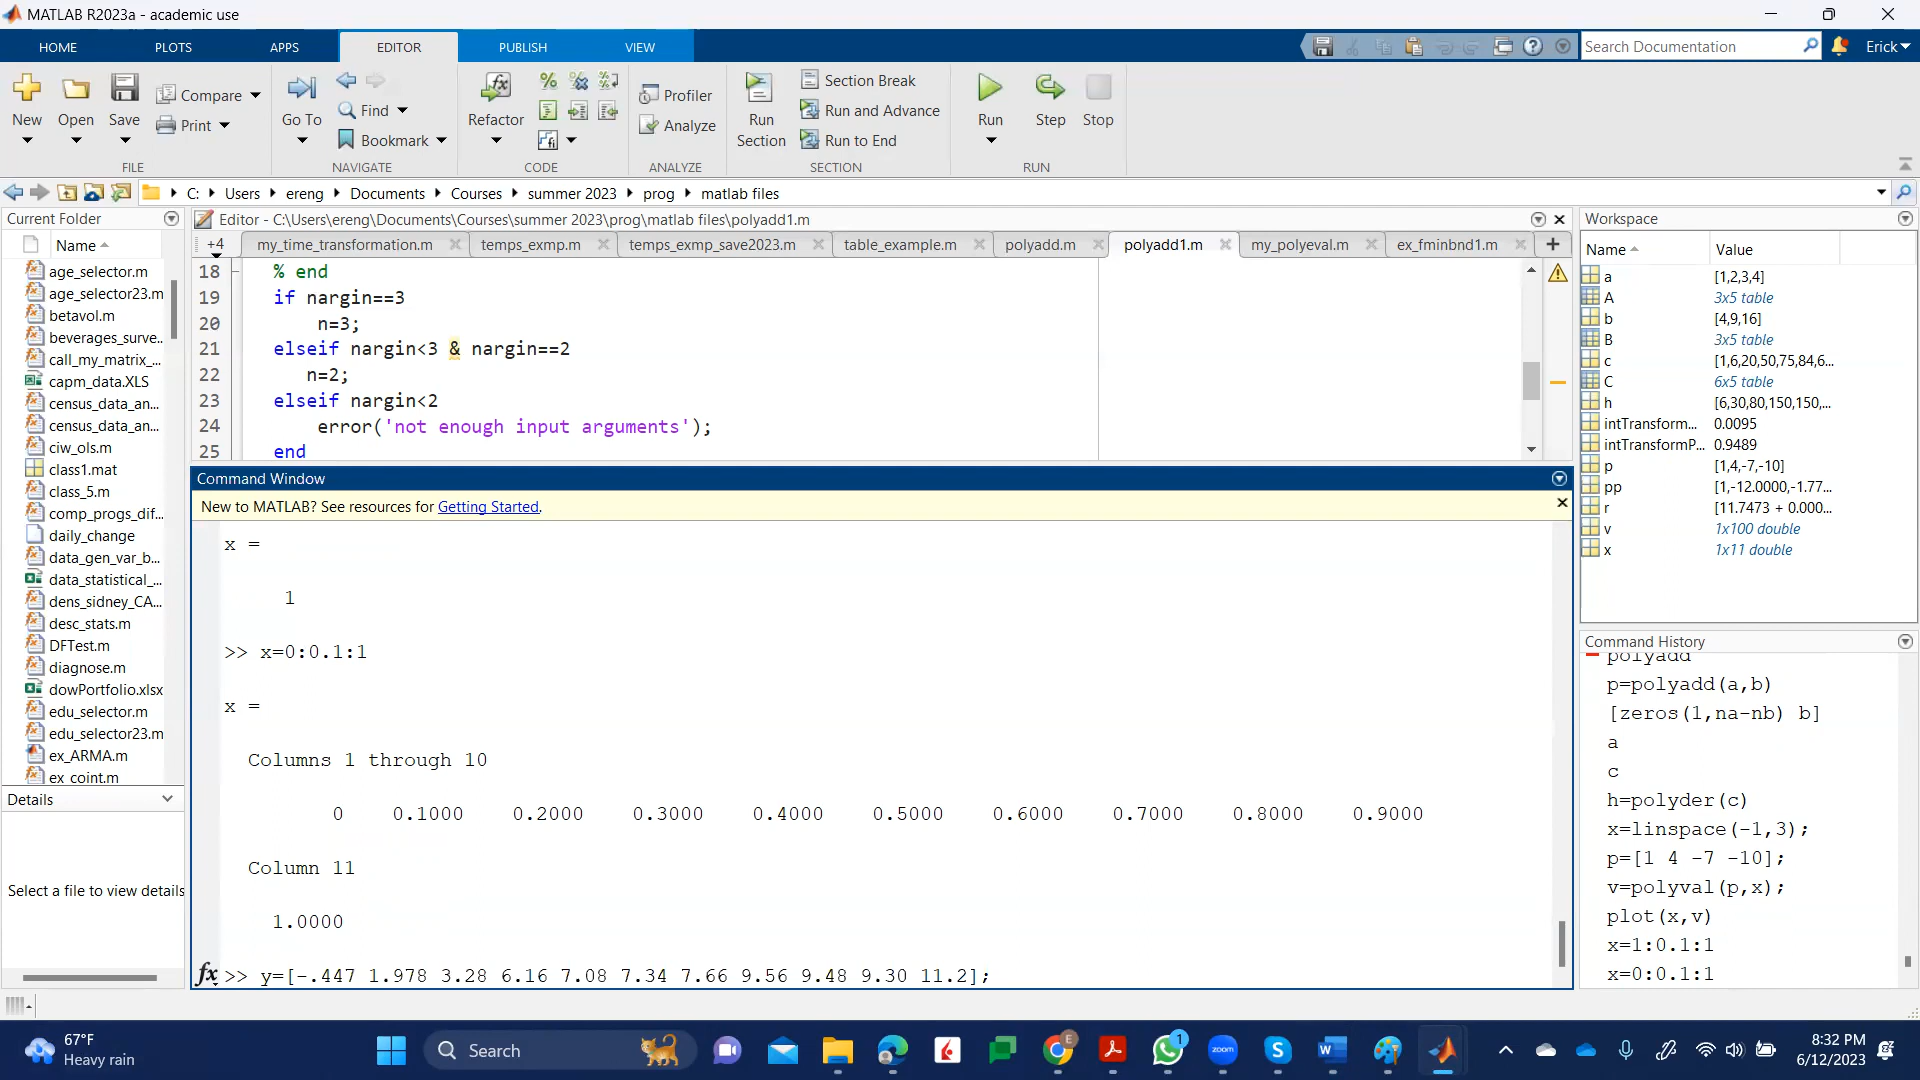 MATLAB R2023a - academic use
HOME PLOTS APPS EDITOR PUBLISH VIEW
Search Documentation Erick
New Open Save Compare Print
Go To Find Bookmark
Refactor
Profiler Analyze
Run Section Section Break Run and Advance Run to End
Run Step Stop
FILE NAVIGATE CODE ANALYZE SECTION RUN
C: Users ereng Documents Courses summer 2023 prog matlab files
Current Folder
Name
age_selector.m
age_selector23.m
betavol.m
beverages_surve...
call_my_matrix_...
capm_data.XLS
census_data_an...
census_data_an...
ciw_ols.m
class1.mat
class_5.m
comp_progs_dif...
daily_change
data_gen_var_b...
data_statistical_...
dens_sidney_CA...
desc_stats.m
DFTest.m
diagnose.m
dowPortfolio.xlsx
edu_selector.m
edu_selector23.m
ex_ARMA.m
ex_coint.m
Details
Select a file to view details
Editor - C:\Users\ereng\Documents\Courses\summer 2023\prog\matlab files\polyadd1.m
+4 my_time_transformation.m temps_exmp.m temps_exmp_save2023.m table_example.m polyadd.m polyadd1.m my_polyeval.m ex_fminbnd1.m
18 % end
19 if nargin==3
20 n=3;
21 elseif nargin<3 & nargin==2
22 n=2;
23 elseif nargin<2
24 error('not enough input arguments');
25 end
Command Window
New to MATLAB? See resources for Getting Started.
x =
1
>> x=0:0.1:1
x =
Columns 1 through 10
0 0.1000 0.2000 0.3000 0.4000 0.5000 0.6000 0.7000 0.8000 0.9000
Column 11
1.0000
fx >> y=[-.447 1.978 3.28 6.16 7.08 7.34 7.66 9.56 9.48 9.30 11.2];
Workspace
Name Value
a [1,2,3,4]
A 3x5 table
b [4,9,16]
B 3x5 table
c [1,6,20,50,75,84,6...
C 6x5 table
h [6,30,80,150,150,...
intTransform... 0.0095
intTransformP... 0.9489
p [1,4,-7,-10]
pp [1,-12.0000,-1.77...
r [11.7473 + 0.000...
v 1x100 double
x 1x11 double
Command History
polyadd
p=polyadd(a,b)
[zeros(1,na-nb) b]
a
c
h=polyder(c)
x=linspace(-1,3);
p=[1 4 -7 -10];
v=polyval(p,x);
plot(x,v)
x=1:0.1:1
x=0:0.1:1
67°F
Heavy rain
Search
E
1
zoom
8:32 PM
6/12/2023